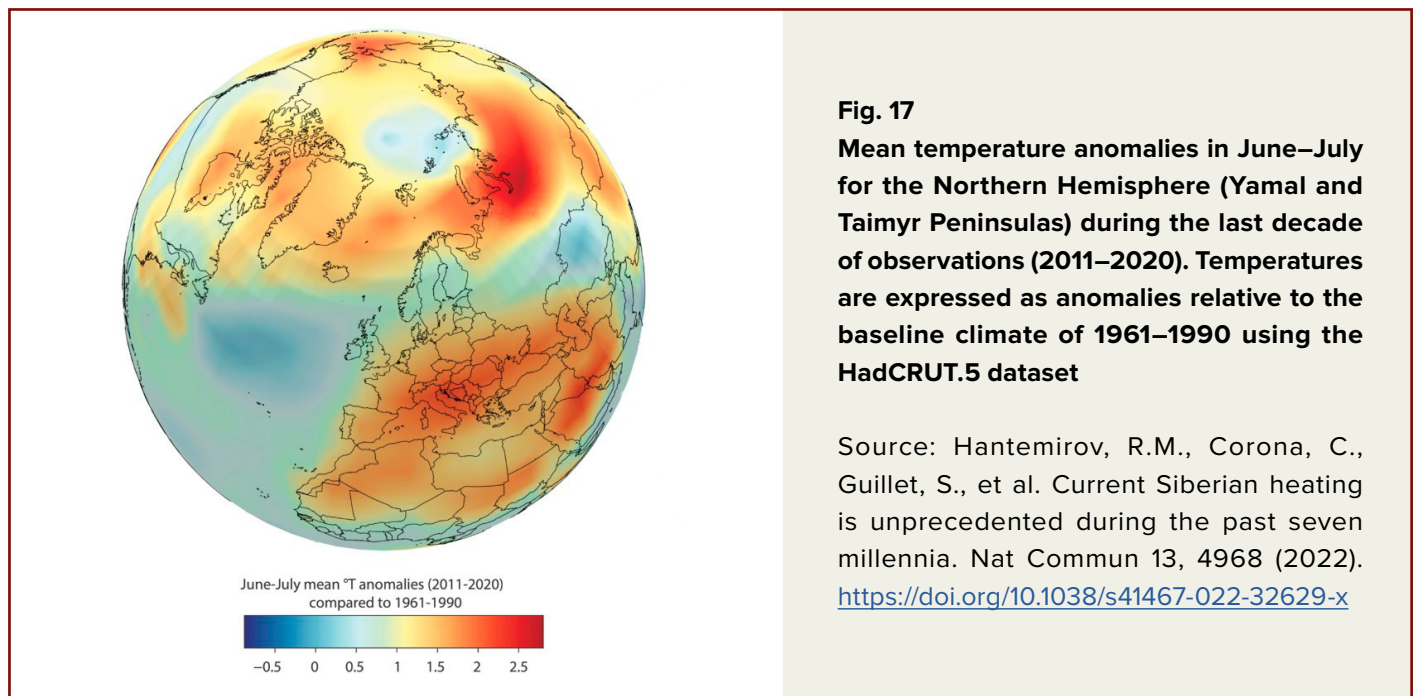 June-July mean °T anomalies (2011-2020)
compared to 1961-1990
−0.5 0 0.5 1 1.5 2 2.5
Fig. 17
Mean temperature anomalies in June–July
for the Northern Hemisphere (Yamal and
Taimyr Peninsulas) during the last decade
of observations (2011–2020). Temperatures
are expressed as anomalies relative to the
baseline climate of 1961–1990 using the
HadCRUT.5 dataset
Source: Hantemirov, R.M., Corona, C.,
Guillet, S., et al. Current Siberian heating
is unprecedented during the past seven
millennia. Nat Commun 13, 4968 (2022).
https://doi.org/10.1038/s41467-022-32629-x